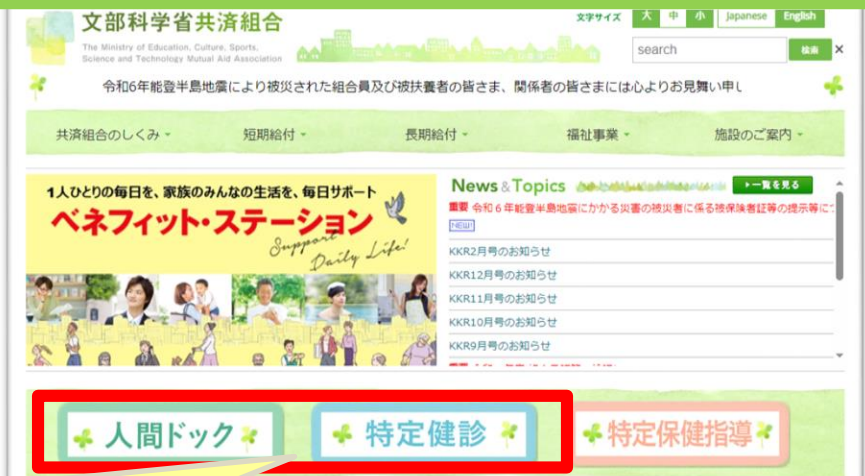 文部科学省共済組合
The Ministry of Education, Culture, Sports,
Science and Technology Mutual Aid Association
文字サイズ 大 中 小 Japanese English
search 検索 ×
令和6年能登半島地震により被災された組合員及び被扶養者の皆さま、関係者の皆さまには心よりお見舞い申し
共済組合のしくみ 短期給付 長期給付 福祉事業 施設のご案内
1人ひとりの毎日を、家族のみんなの生活を、毎日サポート
ベネフィット・ステーション
Support
Daily Life!
News & Topics 一覧を見る
重要 令和6年能登半島地震にかかる災害の被災者に係る被保険者証等の提示等に
NEW!
KKR2月号のお知らせ
KKR12月号のお知らせ
KKR11月号のお知らせ
KKR10月号のお知らせ
KKR9月号のお知らせ
人間ドック 特定健診 特定保健指導